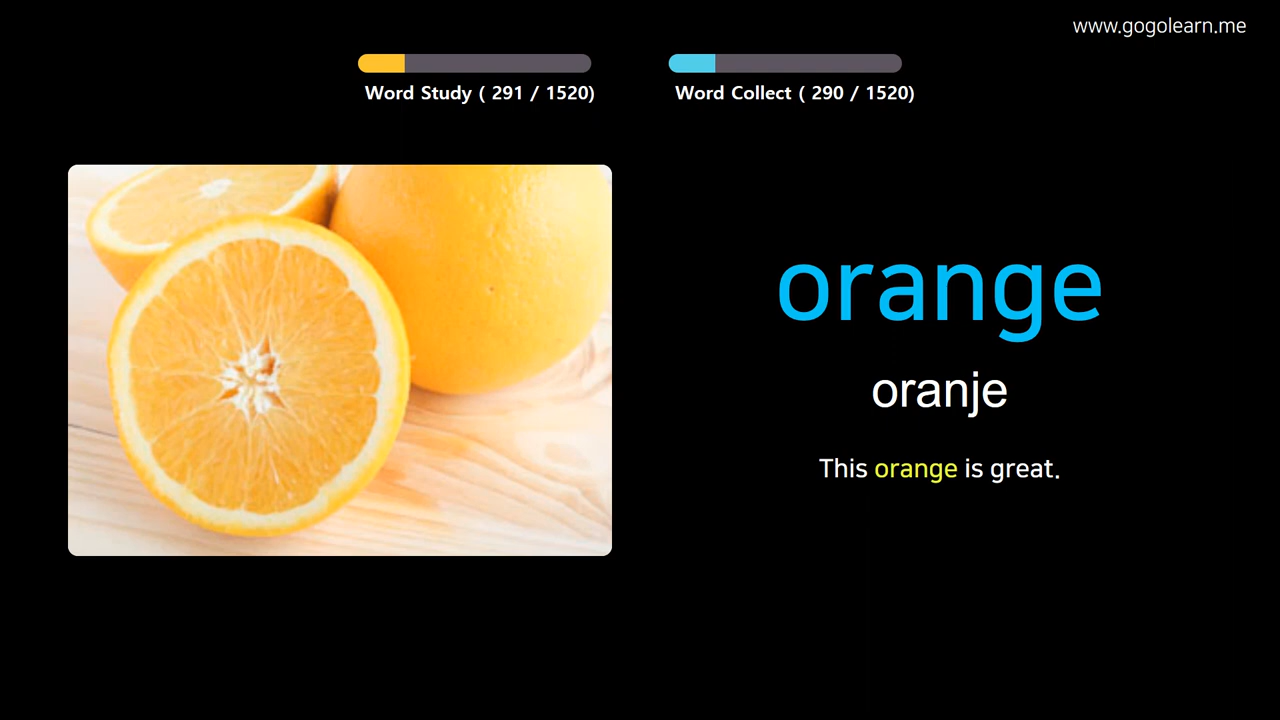 www.gogolearn.me
Word Study ( 291 / 1520)
Word Collect ( 290 / 1520)
orange
oranje
This orange is great.